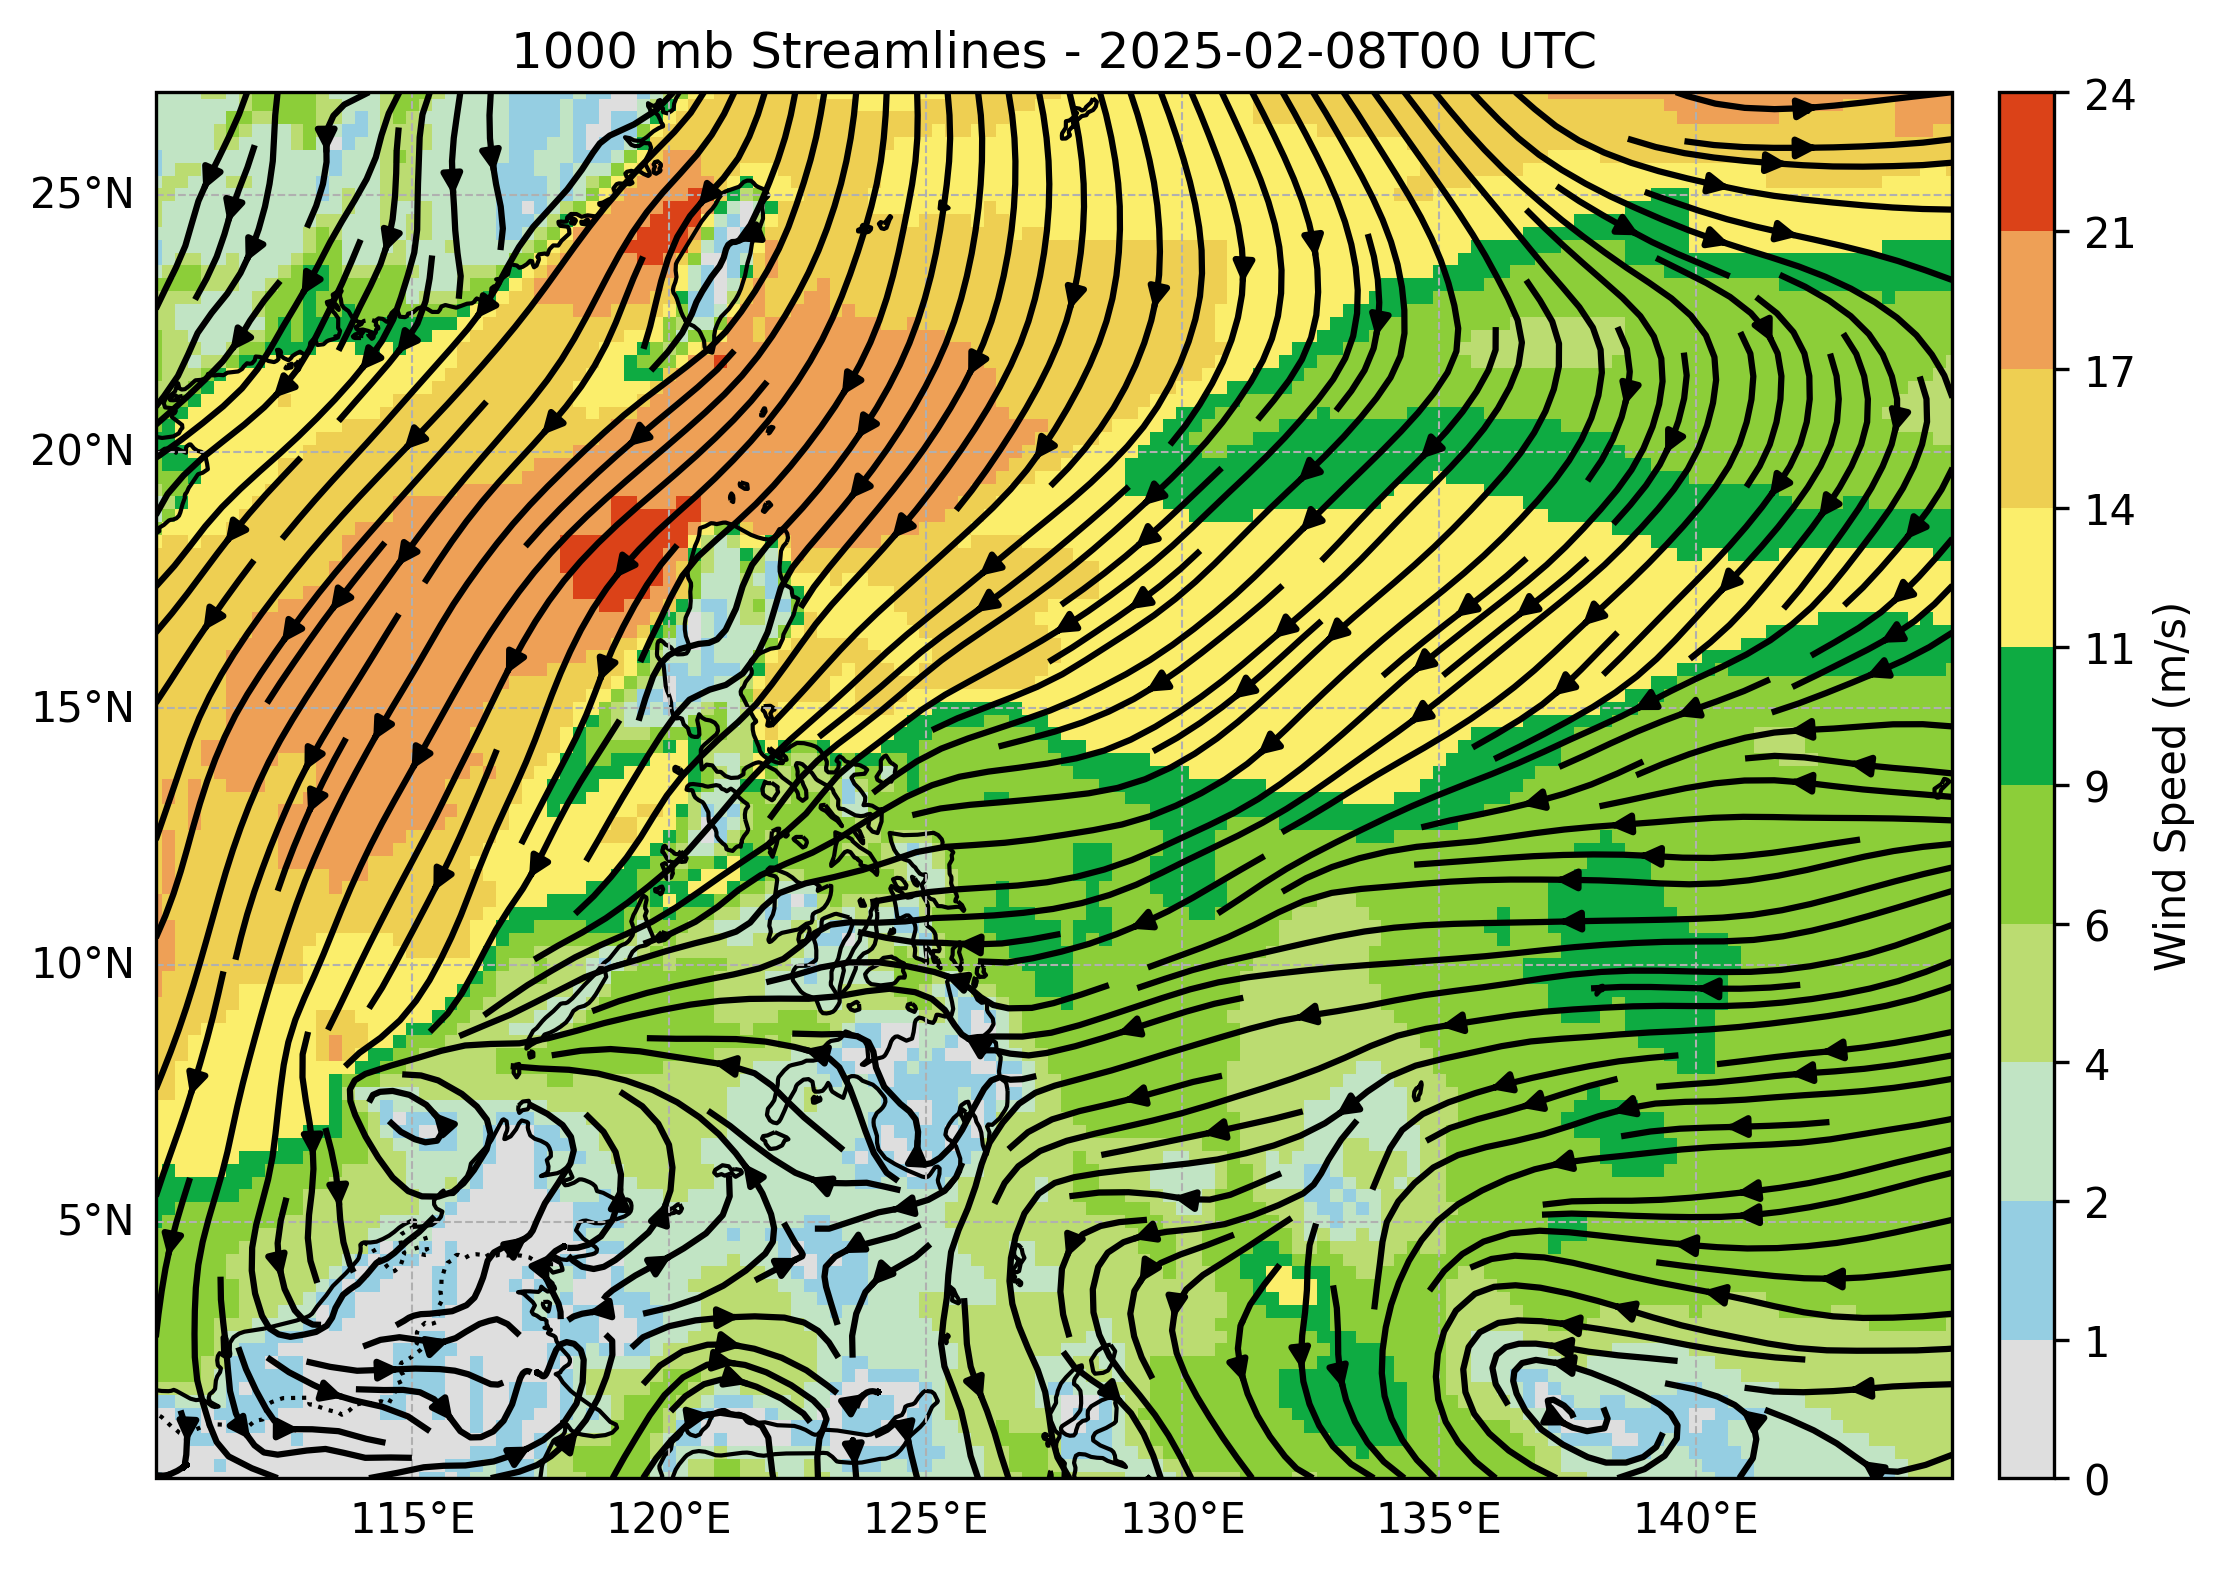 1000 mb Streamlines - 2025-02-08T00 UTC
25°N
20°N
15°N
10°N
5°N
115°E
120°E
125°E
130°E
135°E
140°E
24
21
17
14
11
9
6
4
2
1
0
Wind Speed (m/s)